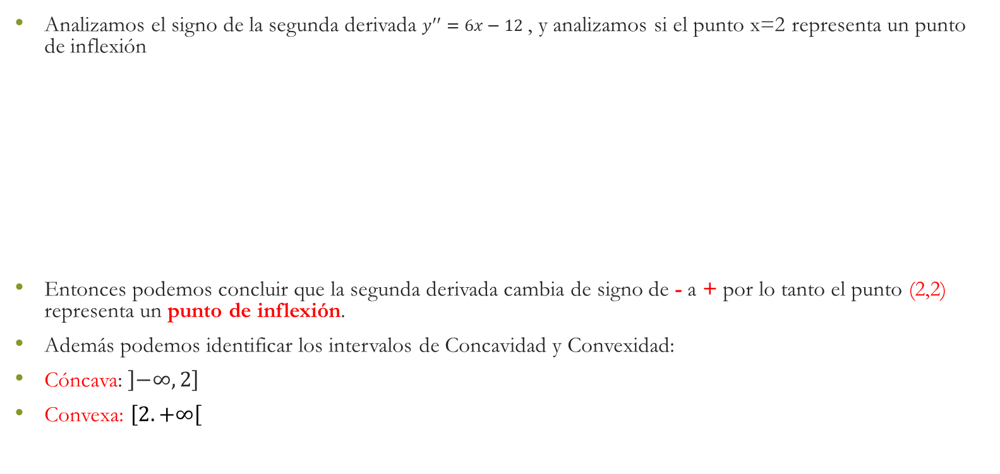 • Analizamos el signo de la segunda derivada y′′ = 6x − 12 , y analizamos si el punto x=2 representa un punto
de inflexión
• Entonces podemos concluir que la segunda derivada cambia de signo de - a + por lo tanto el punto (2,2)
representa un punto de inflexión.
• Además podemos identificar los intervalos de Concavidad y Convexidad:
• Cóncava: ]−∞, 2]
• Convexa: [2. +∞[